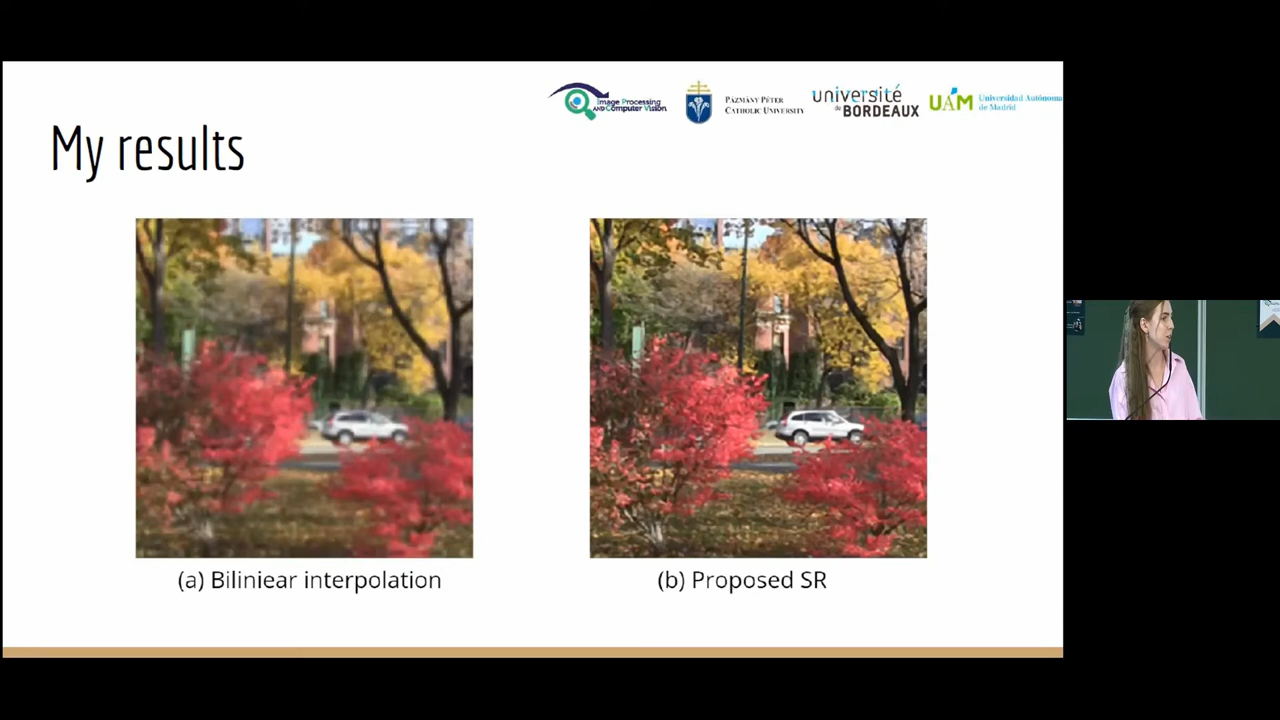 Image Processing
AND Computer Vision
PÁZMÁNY PÉTER
CATHOLIC UNIVERSITY
université
de BORDEAUX
UAM
Universidad Autónoma
de Madrid
My results
(a) Biliniear interpolation
(b) Proposed SR